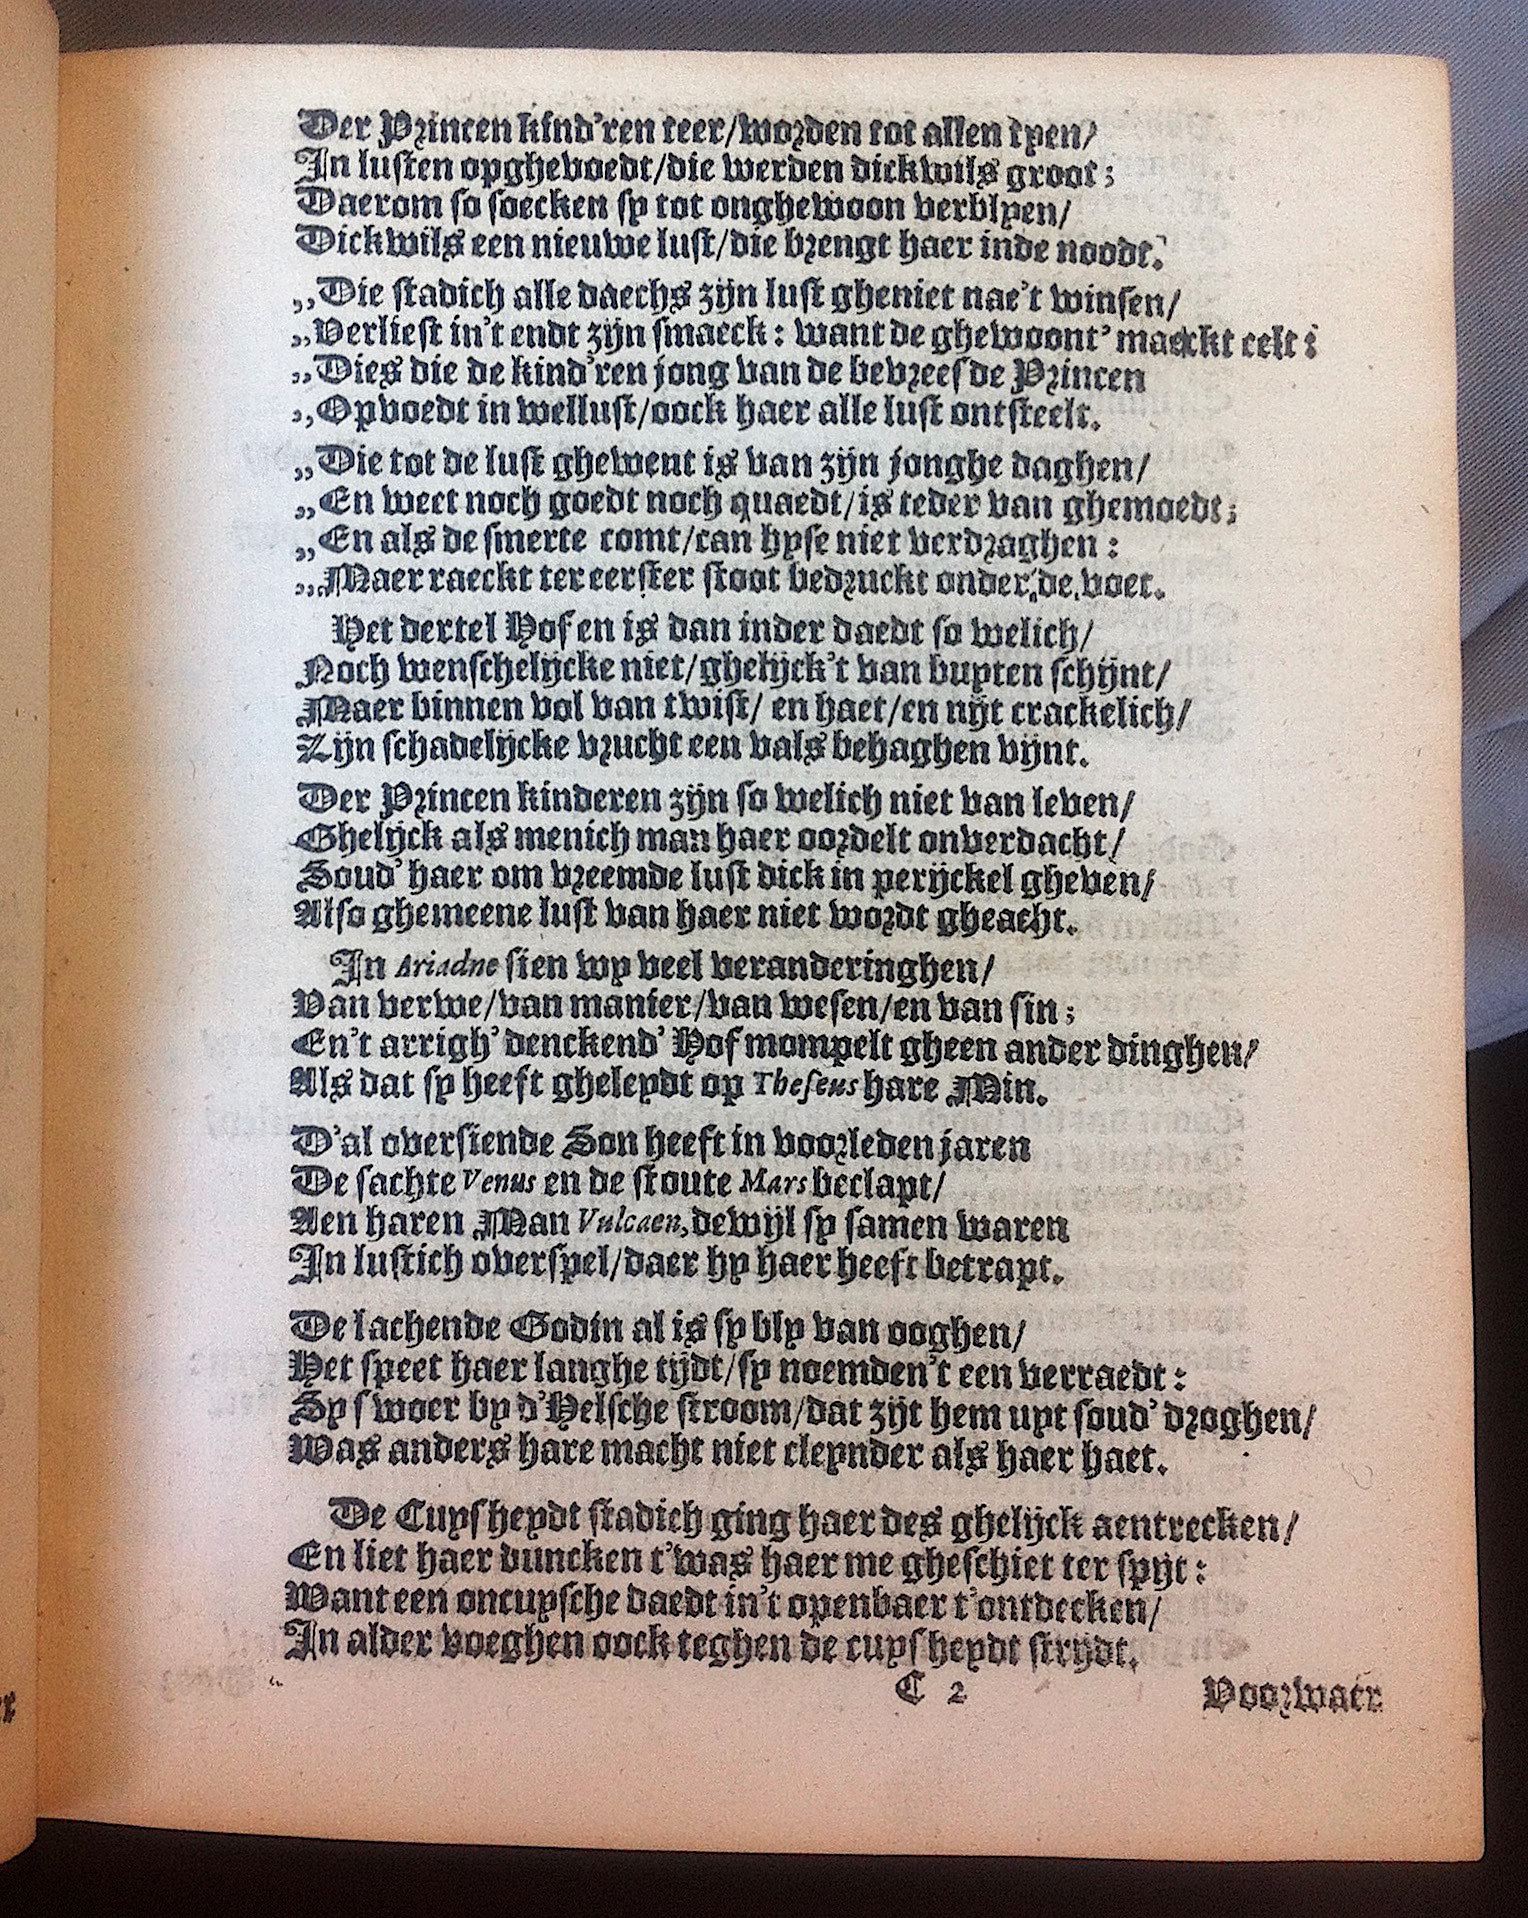 Der Princen kind'ren teer/worden tot allen tyen/
In lusten opghevoedt/die werden dickwils groot;
Daerom so soecken sy tot onghewoon verblyen/
Dickwils een nieuwe lust/die brengt haer inde noodt.
,,Die stadich alle daechs zijn lust gheniet nae't winsen/
,,Verliest in't endt zijn smaeck: want de ghewoont' maeckt eelt:
,,Dies die de kind'ren jong van de bevreesde Princen
,,Opvoedt in wellust/oock haer alle lust ontsteelt.
,,Die tot de lust ghewent is van zijn jonghe daghen/
,,En weet noch goedt noch quaedt/is teder van ghemoedt;
,,En als de smerte comt/can hyse niet verdraghen:
,,Maer raeckt ter eerster stoot bedruckt onder de voet.
Het dertel Hof en is dan inder daedt so welich/
Noch wenschelijcke niet/ghelijck't van buyten schijnt/
Maer binnen vol van twist/ en haet/en nijt crackelich/
Zijn schadelijcke vrucht een vals behaghen vijnt.
Der Princen kinderen zijn so welich niet van leven/
Ghelijck als menich man haer oordelt onverdacht/
Soud' haer om vreemde lust dick in perijckel gheven/
Also ghemeene lust van haer niet wordt gheacht.
In Ariadne sien wy veel veranderinghen/
Van verwe/van manier/van wesen/en van sin;
En't arrigh' denckend' Hof mompelt gheen ander dinghen/
Als dat sy heeft gheleydt op Theseus hare Min.
D'al oversiende Son heeft in voorleden jaren
De sachte Venus en de stoute Mars beclapt/
Aen haren Man Vulcaen, dewijl sy samen waren
In lustich overspel/daer hy haer heeft betrapt.
De lachende Godin al is sy bly van ooghen/
Het speet haer langhe tijdt/sy noemden't een verraedt:
Sy swoer by d'Helsche stroom/dat zijt hem uyt soud' droghen/
Was anders hare macht niet cleynder als haer haet.
De Cuysheydt stadich ging haer des ghelijck aentrecken/
En liet haer duncken t'was haer me gheschiet ter spijt:
Want een oncuysche daedt in't openbaer t'ontdecken/
In alder voeghen oock teghen de cuysheydt strijdt.
C 2 Voorwaer